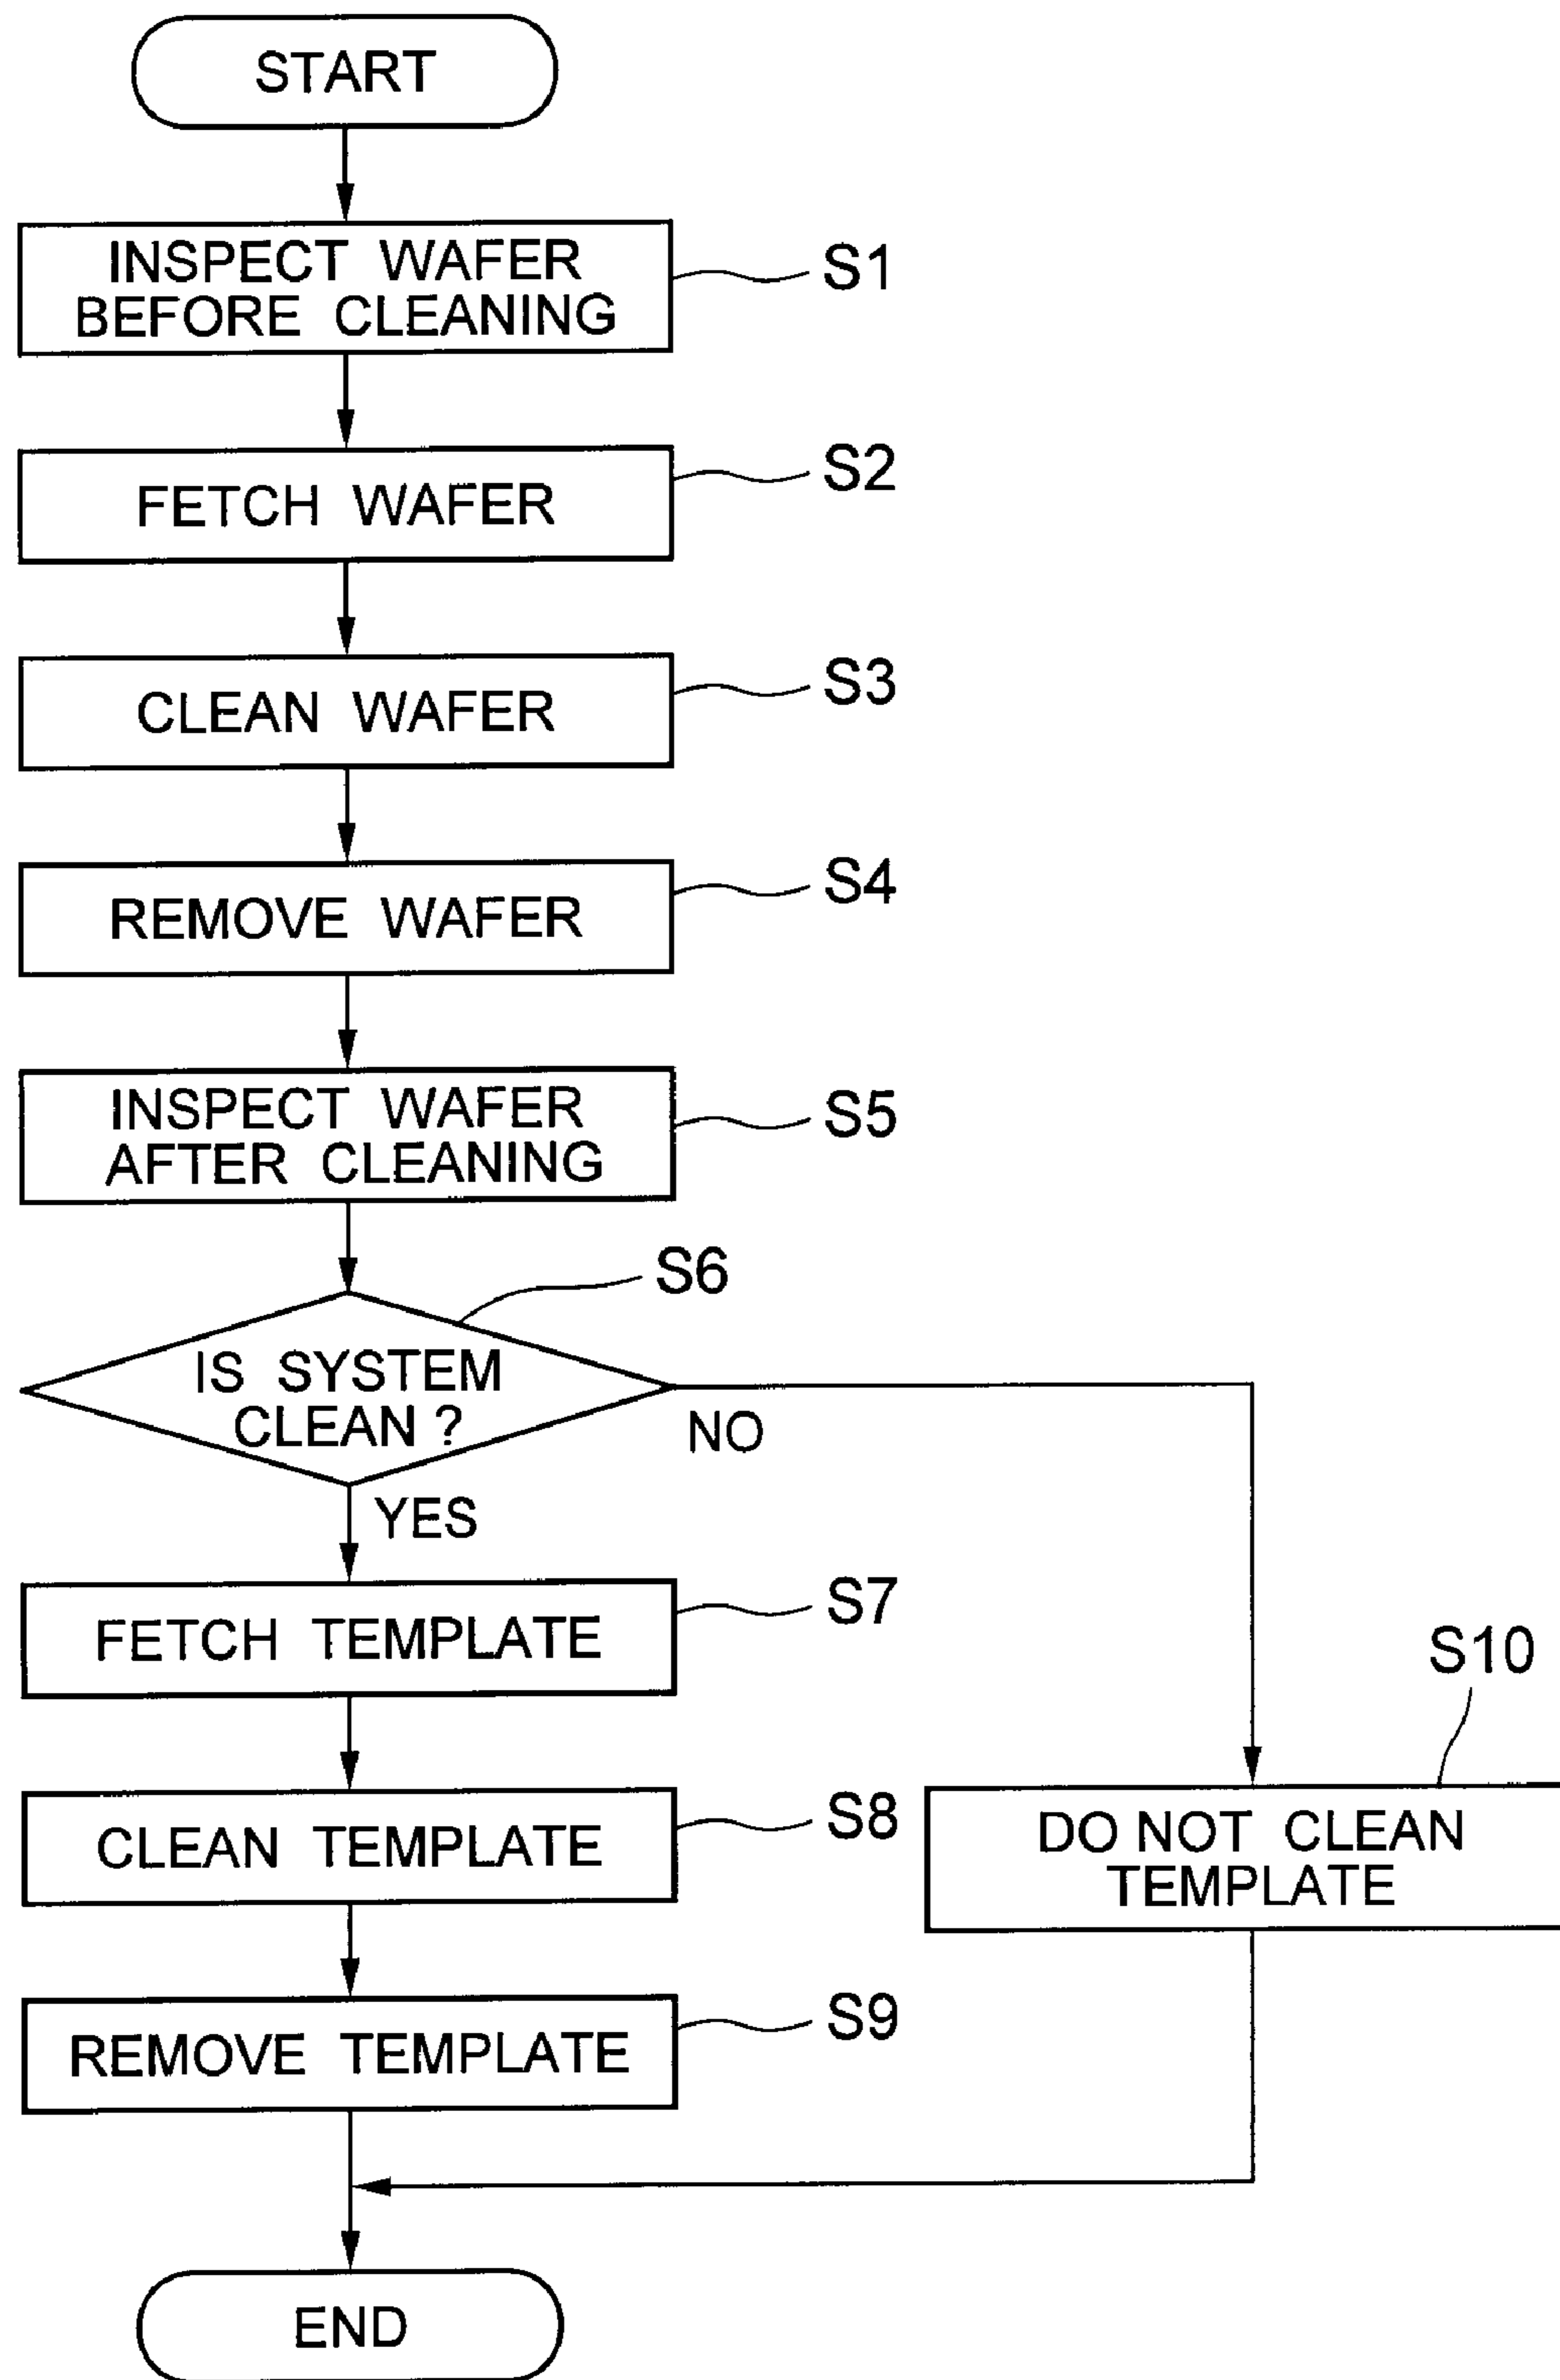 START
INSPECT WAFER
BEFORE CLEANING
S1
FETCH WAFER
S2
CLEAN WAFER
S3
REMOVE WAFER
S4
INSPECT WAFER
AFTER CLEANING
S5
S6
IS SYSTEM
CLEAN ?
NO
YES
FETCH TEMPLATE
S7
CLEAN TEMPLATE
S8
REMOVE TEMPLATE
S9
S10
DO NOT CLEAN
TEMPLATE
END